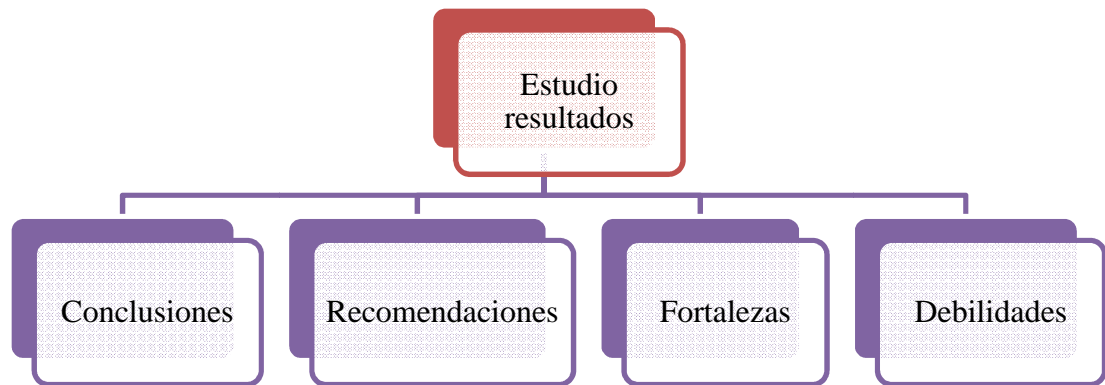 Estudio
resultados
Conclusiones
Recomendaciones
Fortalezas
Debilidades